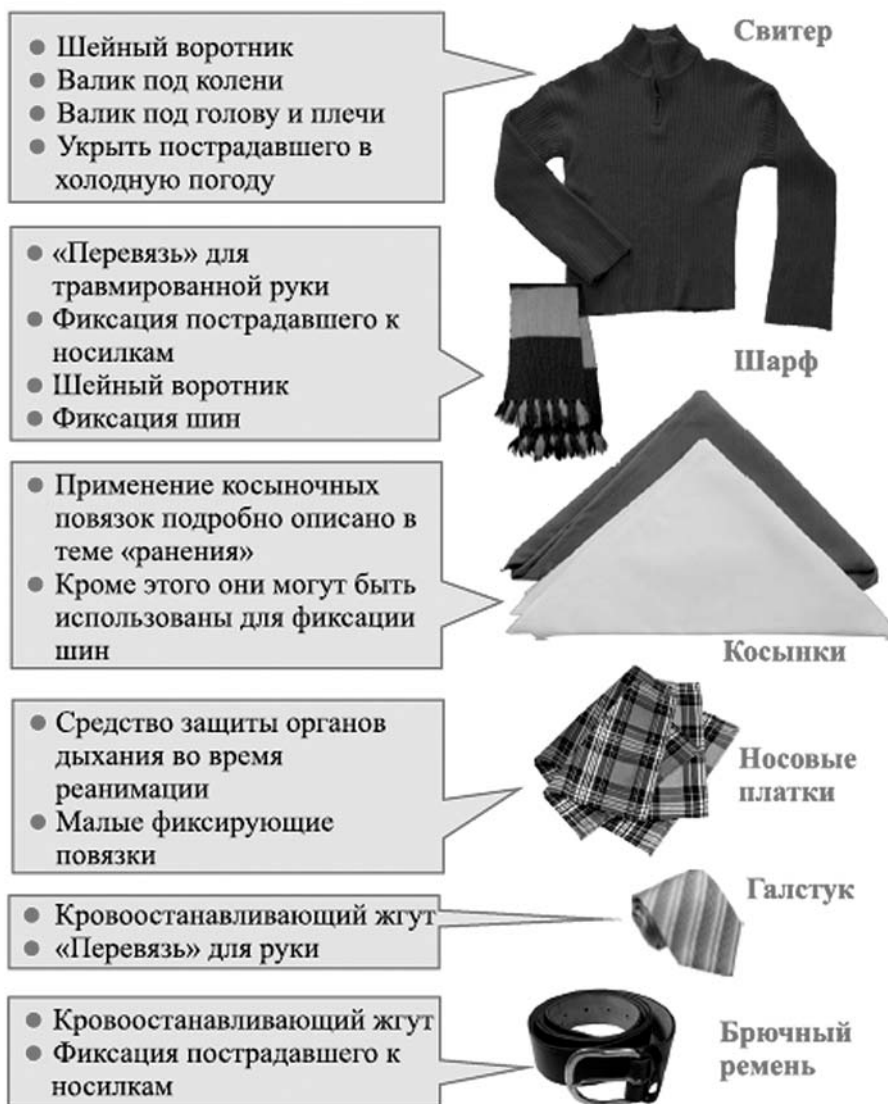 ● Шейный воротник
● Валик под колени
● Валик под голову и плечи
● Укрыть пострадавшего в
холодную погоду
Свитер
● «Перевязь» для
травмированной руки
● Фиксация пострадавшего к
носилкам
● Шейный воротник
● Фиксация шин
Шарф
● Применение косыночных
повязок подробно описано в
теме «ранения»
● Кроме этого они могут быть
использованы для фиксации
шин
Косынки
● Средство защиты органов
дыхания во время
реанимации
● Малые фиксирующие
повязки
Носовые
платки
● Кровоостанавливающий жгут
● «Перевязь» для руки
Галстук
● Кровоостанавливающий жгут
● Фиксация пострадавшего к
носилкам
Брючный
ремень